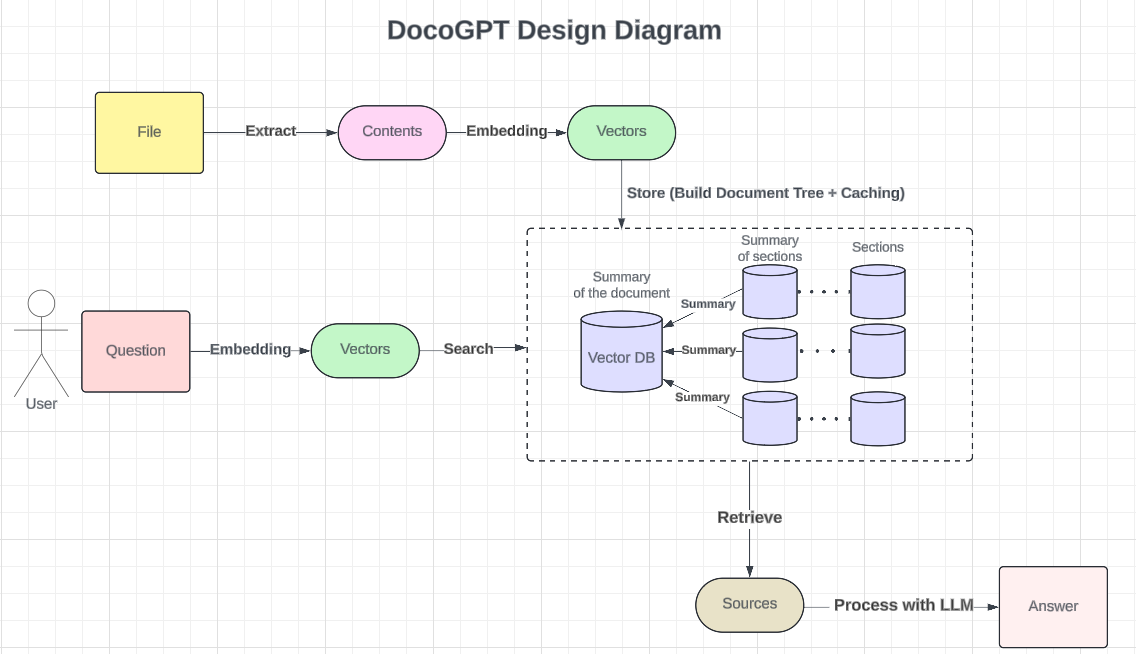 DocoGPT Design Diagram
File
Extract
Contents
Embedding
Vectors
Store (Build Document Tree + Caching)
Summary
of sections
Sections
Summary
of the document
Summary
User
Question
Embedding
Vectors
Search
Vector DB
Summary
Summary
Retrieve
Sources
Process with LLM
Answer